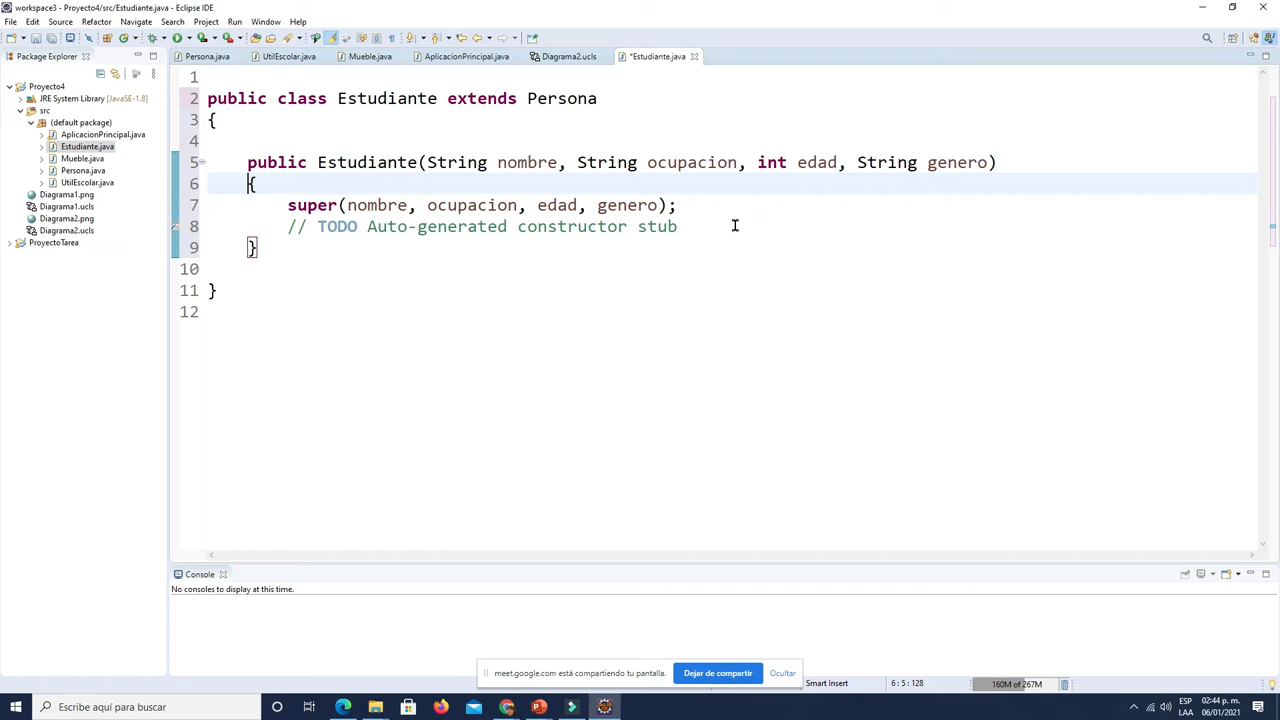 workspace3 - Proyecto4/src/Estudiante.java - Eclipse IDE
File Edit Source Refactor Navigate Search Project Run Window Help
Package Explorer
Persona.java UtilEscolar.java Mueble.java AplicacionPrincipal.java Diagrama2.ucls *Estudiante.java
Proyecto4
JRE System Library [JavaSE-1.8]
src
(default package)
AplicacionPrincipal.java
Estudiante.java
Mueble.java
Persona.java
UtilEscolar.java
Diagrama1.png
Diagrama1.ucls
Diagrama2.png
Diagrama2.ucls
ProyectoTarea
1
2 public class Estudiante extends Persona
3 {
4
5 public Estudiante(String nombre, String ocupacion, int edad, String genero)
6 {
7 super(nombre, ocupacion, edad, genero);
8 // TODO Auto-generated constructor stub
9 }
10
11 }
12
Console
No consoles to display at this time.
meet.google.com está compartiendo tu pantalla. Dejar de compartir Ocultar
Smart Insert 6 : 5 : 128 160M of 267M
Escribe aquí para buscar
ESP
LAA
02:44 p. m.
06/01/2021